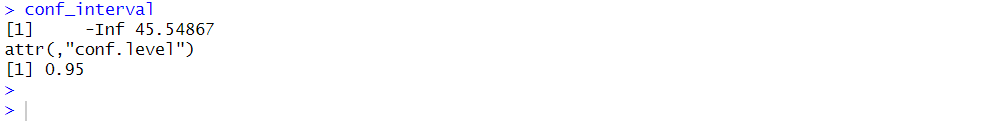 > conf_interval
[1]     -Inf 45.54867
attr(,"conf.level")
[1] 0.95
>
>